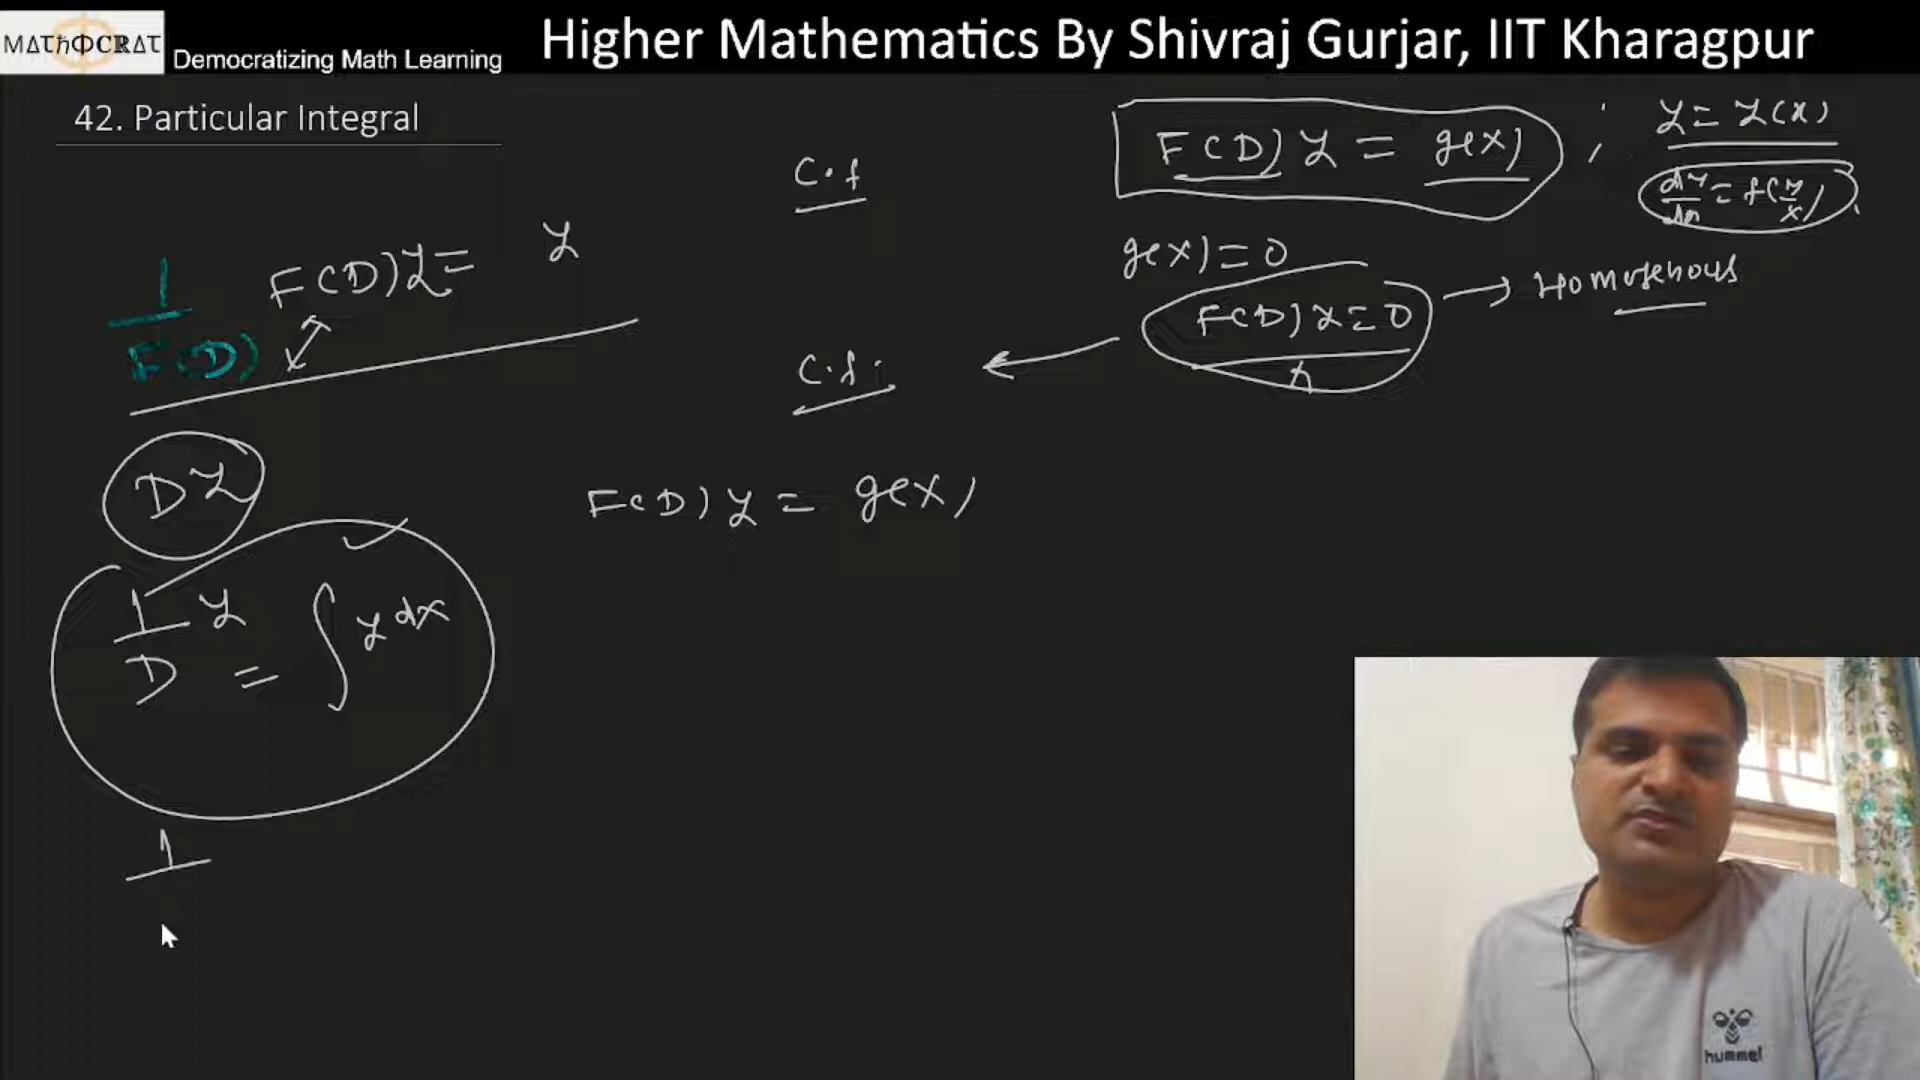 MATHOCRAT
Democratizing Math Learning
Higher Mathematics By Shivraj Gurjar, IIT Kharagpur
42. Particular Integral
C.f
F(D) y = g(x) ; y = y(x)
dy/dx = f(y/x)
g(x) = 0
F(D) y = 0 → Homogenous
1/F(D) F(D) y = y
C.f.
Dy
F(D) y = g(x)
1/D y = ∫ y dx
1
hummel